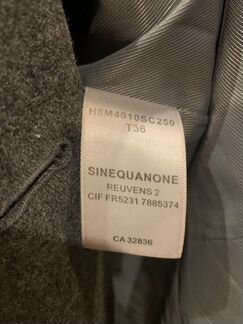 H8M4010SC250
T36
SINEQUANONE
REUVENS 2
CIF FR5231 7885374
CA 32836